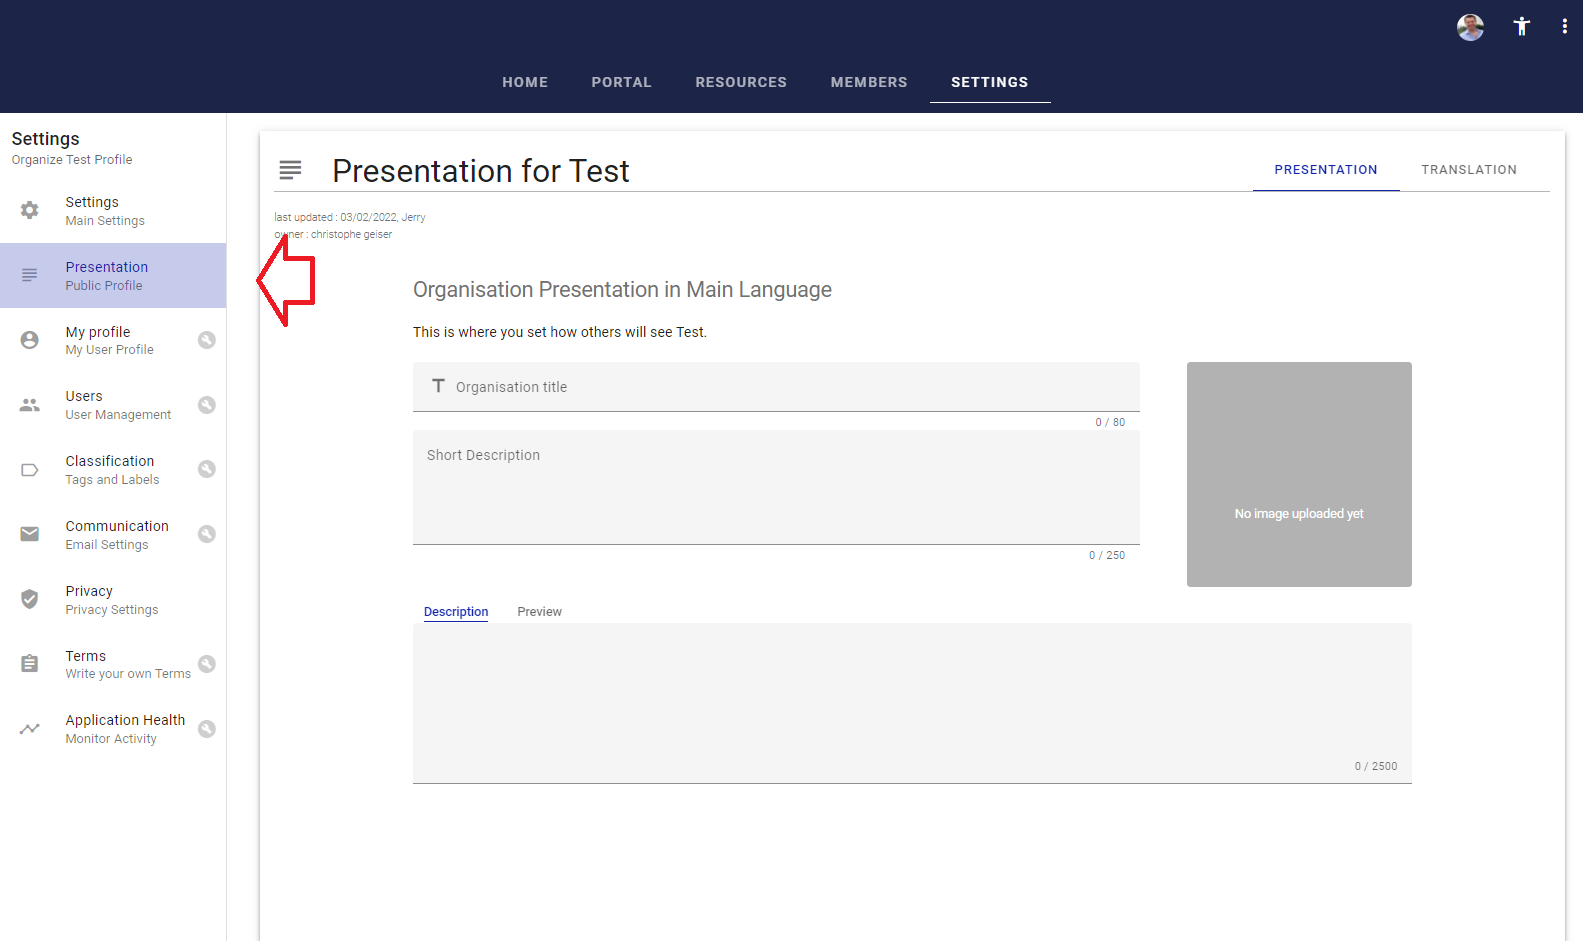 HOME PORTAL RESOURCES MEMBERS SETTINGS
Settings
Organize Test Profile
Settings
Main Settings
Presentation
Public Profile
My profile
My User Profile
Users
User Management
Classification
Tags and Labels
Communication
Email Settings
Privacy
Privacy Settings
Terms
Write your own Terms
Application Health
Monitor Activity
Presentation for Test
PRESENTATION TRANSLATION
last updated : 03/02/2022, Jerry
owner : christophe geiser
Organisation Presentation in Main Language
This is where you set how others will see Test.
Organisation title
0 / 80
Short Description
0 / 250
No image uploaded yet
Description Preview
0 / 2500